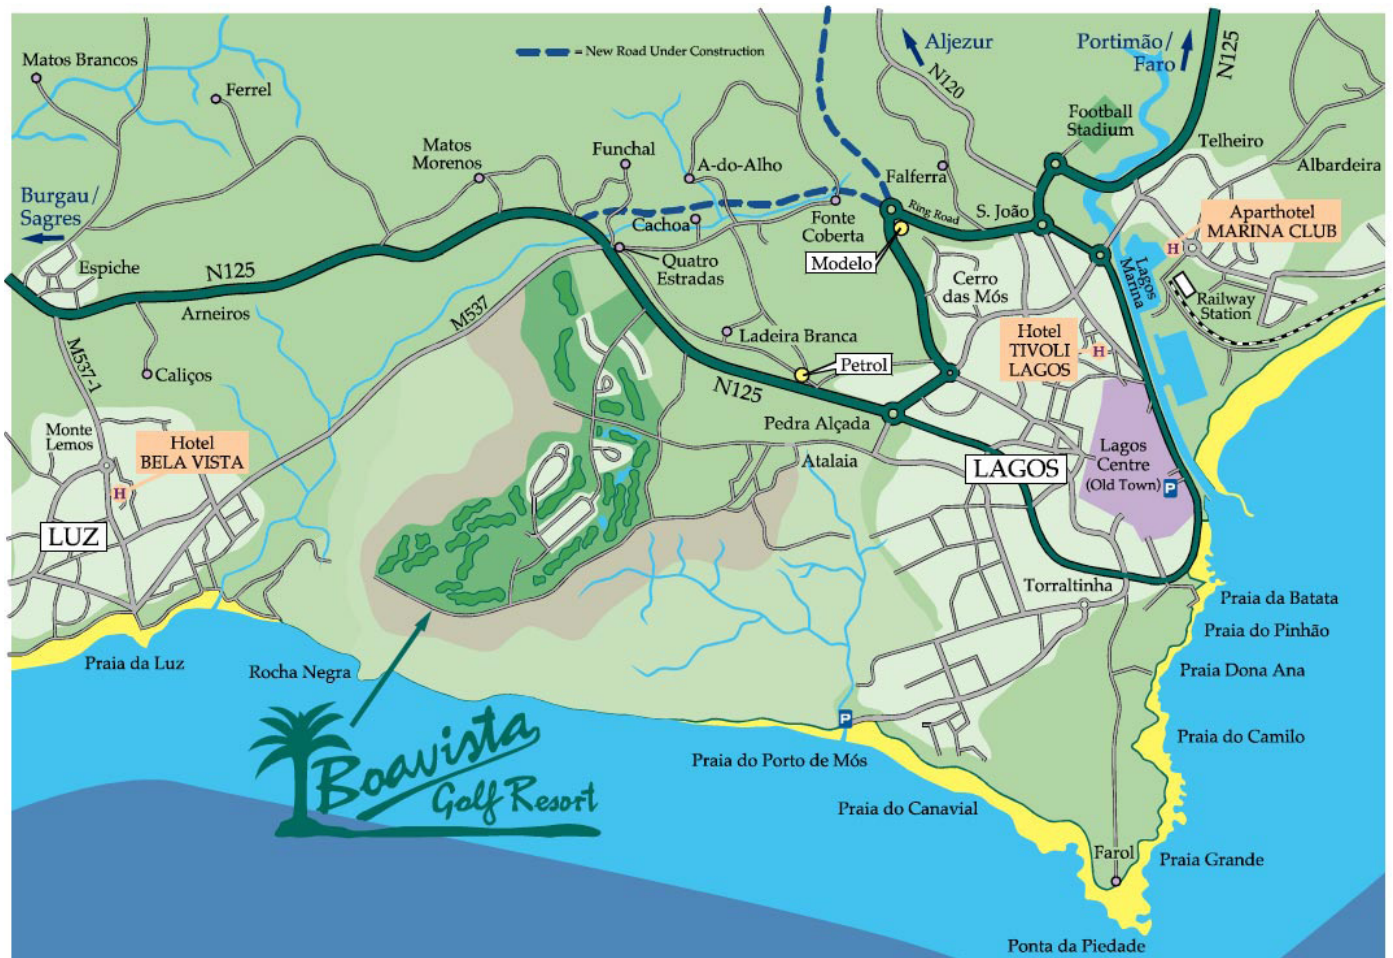 Matos Brancos
Ferrel
= New Road Under Construction
Aljezur
N120
Portimão/
Faro
N125
Football
Stadium
Telheiro
Albardeira
Matos
Morenos
Funchal
A-do-Alho
Falferra
Burgau/
Sagres
Fonte
Coberta
Ring Road
S. João
Aparthotel
MARINA CLUB
H
Cachoa
Modelo
Quatro
Estradas
Espiche
N125
Arneiros
M537
Cerro
das Mós
Lagos
Marina
Railway
Station
Hotel
TIVOLI
LAGOS
H
Ladeira Branca
Petrol
N125
M537-1
Caliços
Pedra Alçada
Monte
Lemos
Hotel
BELA VISTA
H
Atalaia
LAGOS
Lagos
Centre
(Old Town)
P
LUZ
Torraltinha
Praia da Batata
Praia do Pinhão
Praia Dona Ana
Praia da Luz
Rocha Negra
P
Praia do Camilo
Boavista
Golf Resort
Praia do Porto de Mós
Praia do Canavial
Farol
Praia Grande
Ponta da Piedade